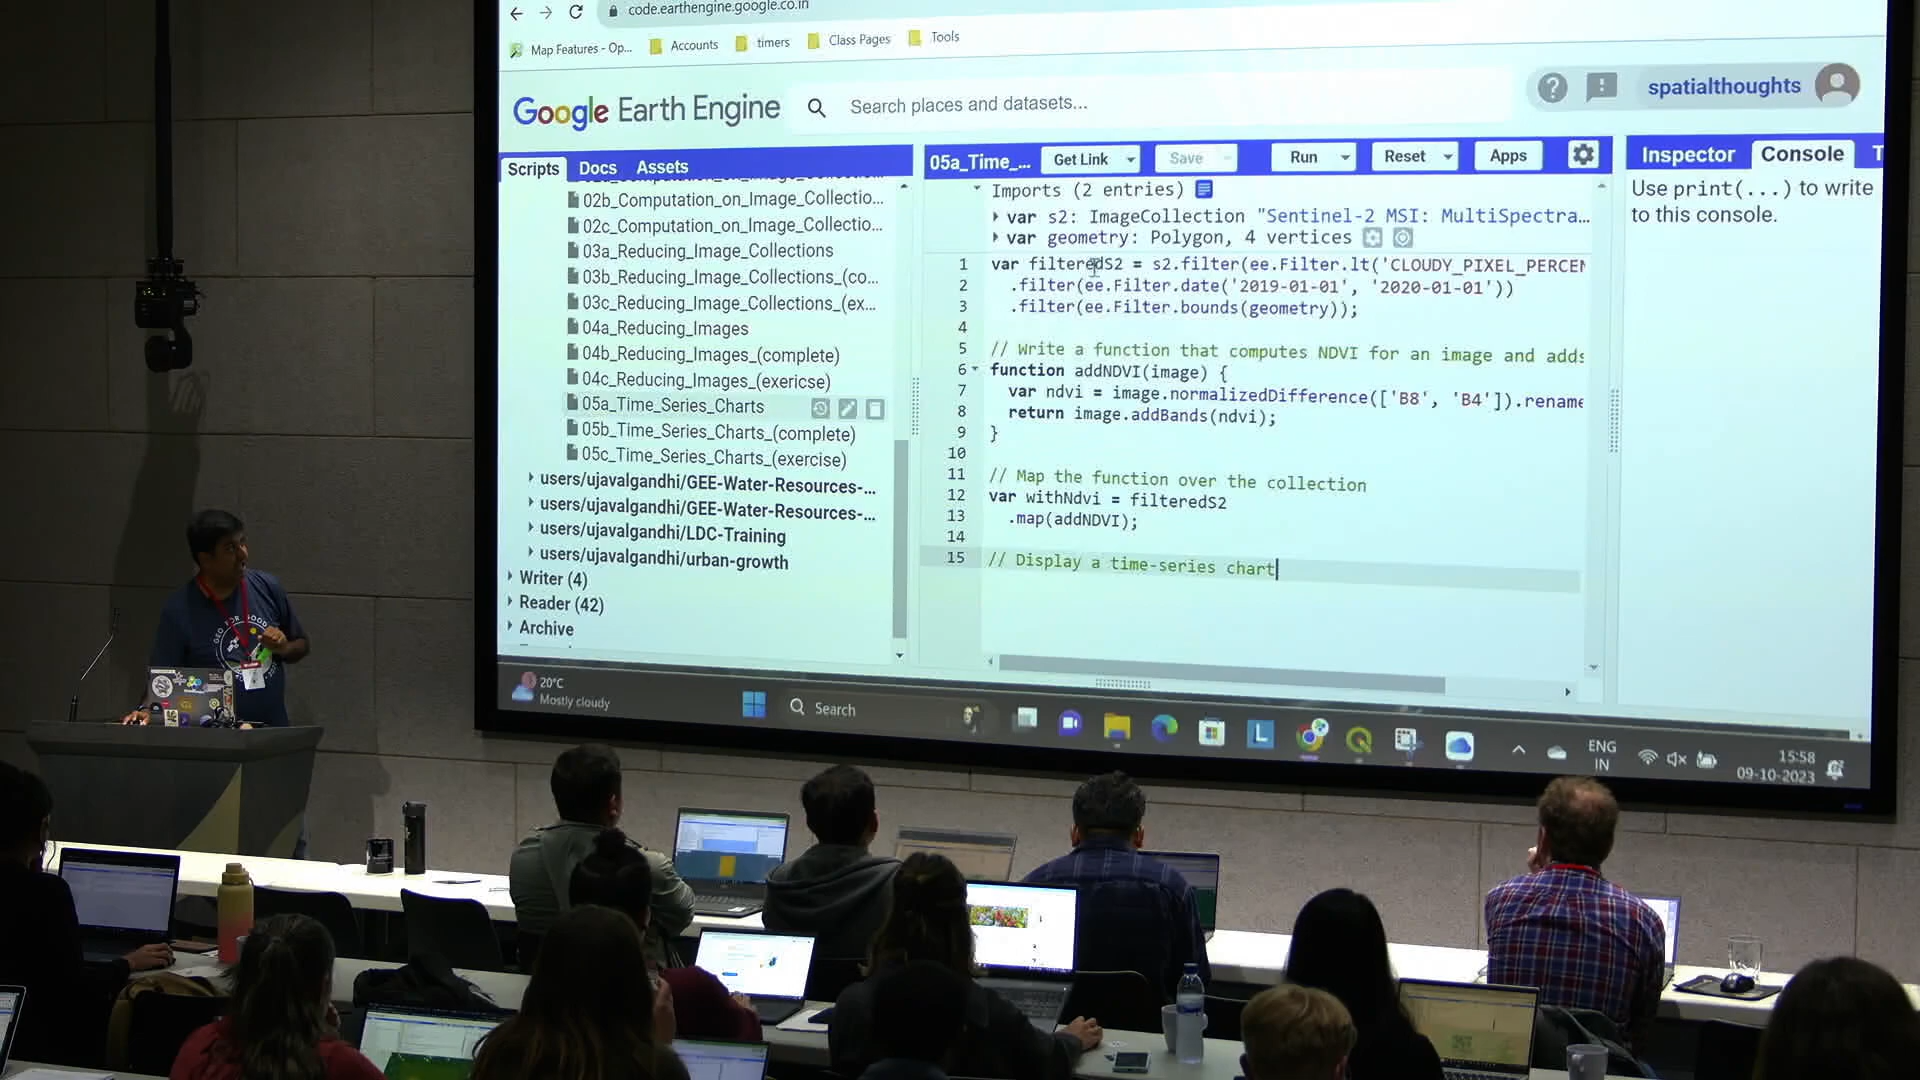 code.earthengine.google.co.in
Map Features - Op...
Accounts
timers
Class Pages
Tools
Google Earth Engine
Search places and datasets...
spatialthoughts
Scripts
Docs
Assets
05a_Time_...
Get Link
Save
Run
Reset
Apps
Inspector
Console
02b_Computation_on_Image_Collectio...
02c_Computation_on_Image_Collectio...
03a_Reducing_Image_Collections
03b_Reducing_Image_Collections_(co...
03c_Reducing_Image_Collections_(ex...
04a_Reducing_Images
04b_Reducing_Images_(complete)
04c_Reducing_Images_(exericse)
05a_Time_Series_Charts
05b_Time_Series_Charts_(complete)
05c_Time_Series_Charts_(exercise)
users/ujavalgandhi/GEE-Water-Resources-...
users/ujavalgandhi/GEE-Water-Resources-...
users/ujavalgandhi/LDC-Training
users/ujavalgandhi/urban-growth
Writer (4)
Reader (42)
Archive
Imports (2 entries)
var s2: ImageCollection "Sentinel-2 MSI: MultiSpectra...
var geometry: Polygon, 4 vertices
1 var filteredS2 = s2.filter(ee.Filter.lt('CLOUDY_PIXEL_PERCEN
2 .filter(ee.Filter.date('2019-01-01', '2020-01-01'))
3 .filter(ee.Filter.bounds(geometry));
4
5 // Write a function that computes NDVI for an image and adds
6 function addNDVI(image) {
7 var ndvi = image.normalizedDifference(['B8', 'B4']).rename
8 return image.addBands(ndvi);
9 }
10
11 // Map the function over the collection
12 var withNdvi = filteredS2
13 .map(addNDVI);
14
15 // Display a time-series chart
Use print(...) to write
to this console.
20°C
Mostly cloudy
Search
ENG
IN
15:58
09-10-2023
GEO FOR GOOD